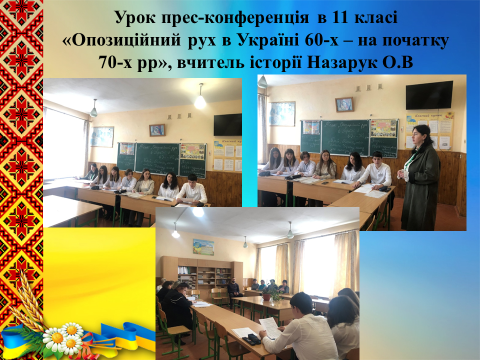 Урок прес-конференція в 11 класі
«Опозиційний рух в Україні 60-х – на початку
70-х рр», вчитель історії Назарук О.В